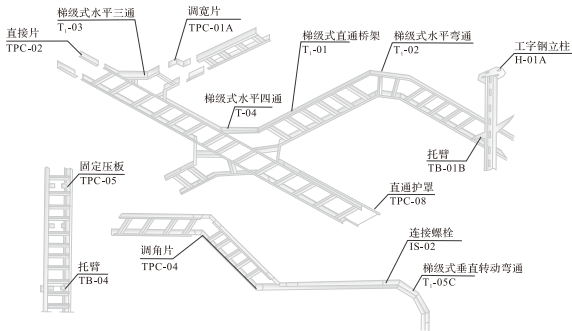 梯级式水平三通
T₁-03
调宽片
TPC-01A
直接片
TPC-02
梯级式直通桥架
T₁-01
梯级式水平弯通
T₁-02
工字钢立柱
H-01A
梯级式水平四通
T-04
托臂
TB-01B
固定压板
TPC-05
直通护罩
TPC-08
连接螺栓
IS-02
调角片
TPC-04
托臂
TB-04
梯级式垂直转动弯通
T₁-05C